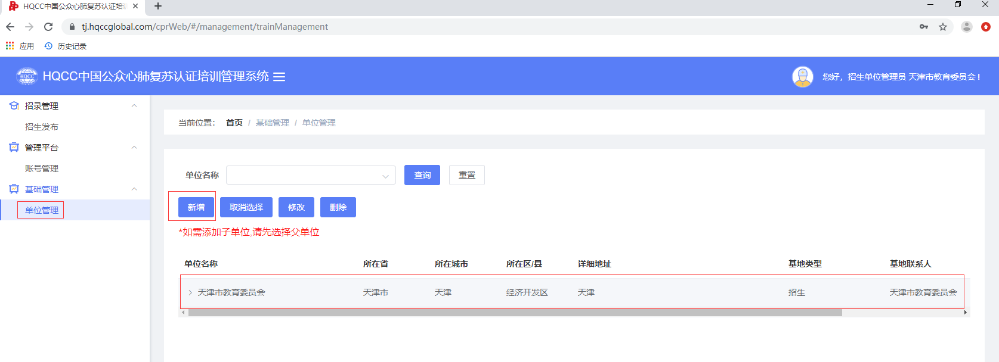 HQCC中国公众心肺复苏认证培训
tj.hqccglobal.com/cprWeb/#/management/trainManagement
应用 历史记录
HQCC HQCC中国公众心肺复苏认证培训管理系统 您好，招生单位管理员 天津市教育委员会！
招录管理
招生发布
管理平台
账号管理
基础管理
单位管理
当前位置： 首页 / 基础管理 / 单位管理
单位名称 查询 重置
新增 取消选择 修改 删除
*如需添加子单位,请先选择父单位
单位名称 所在省 所在城市 所在区/县 详细地址 基地类型 基地联系人
天津市教育委员会 天津市 天津 经济开发区 天津 招生 天津市教育委员会